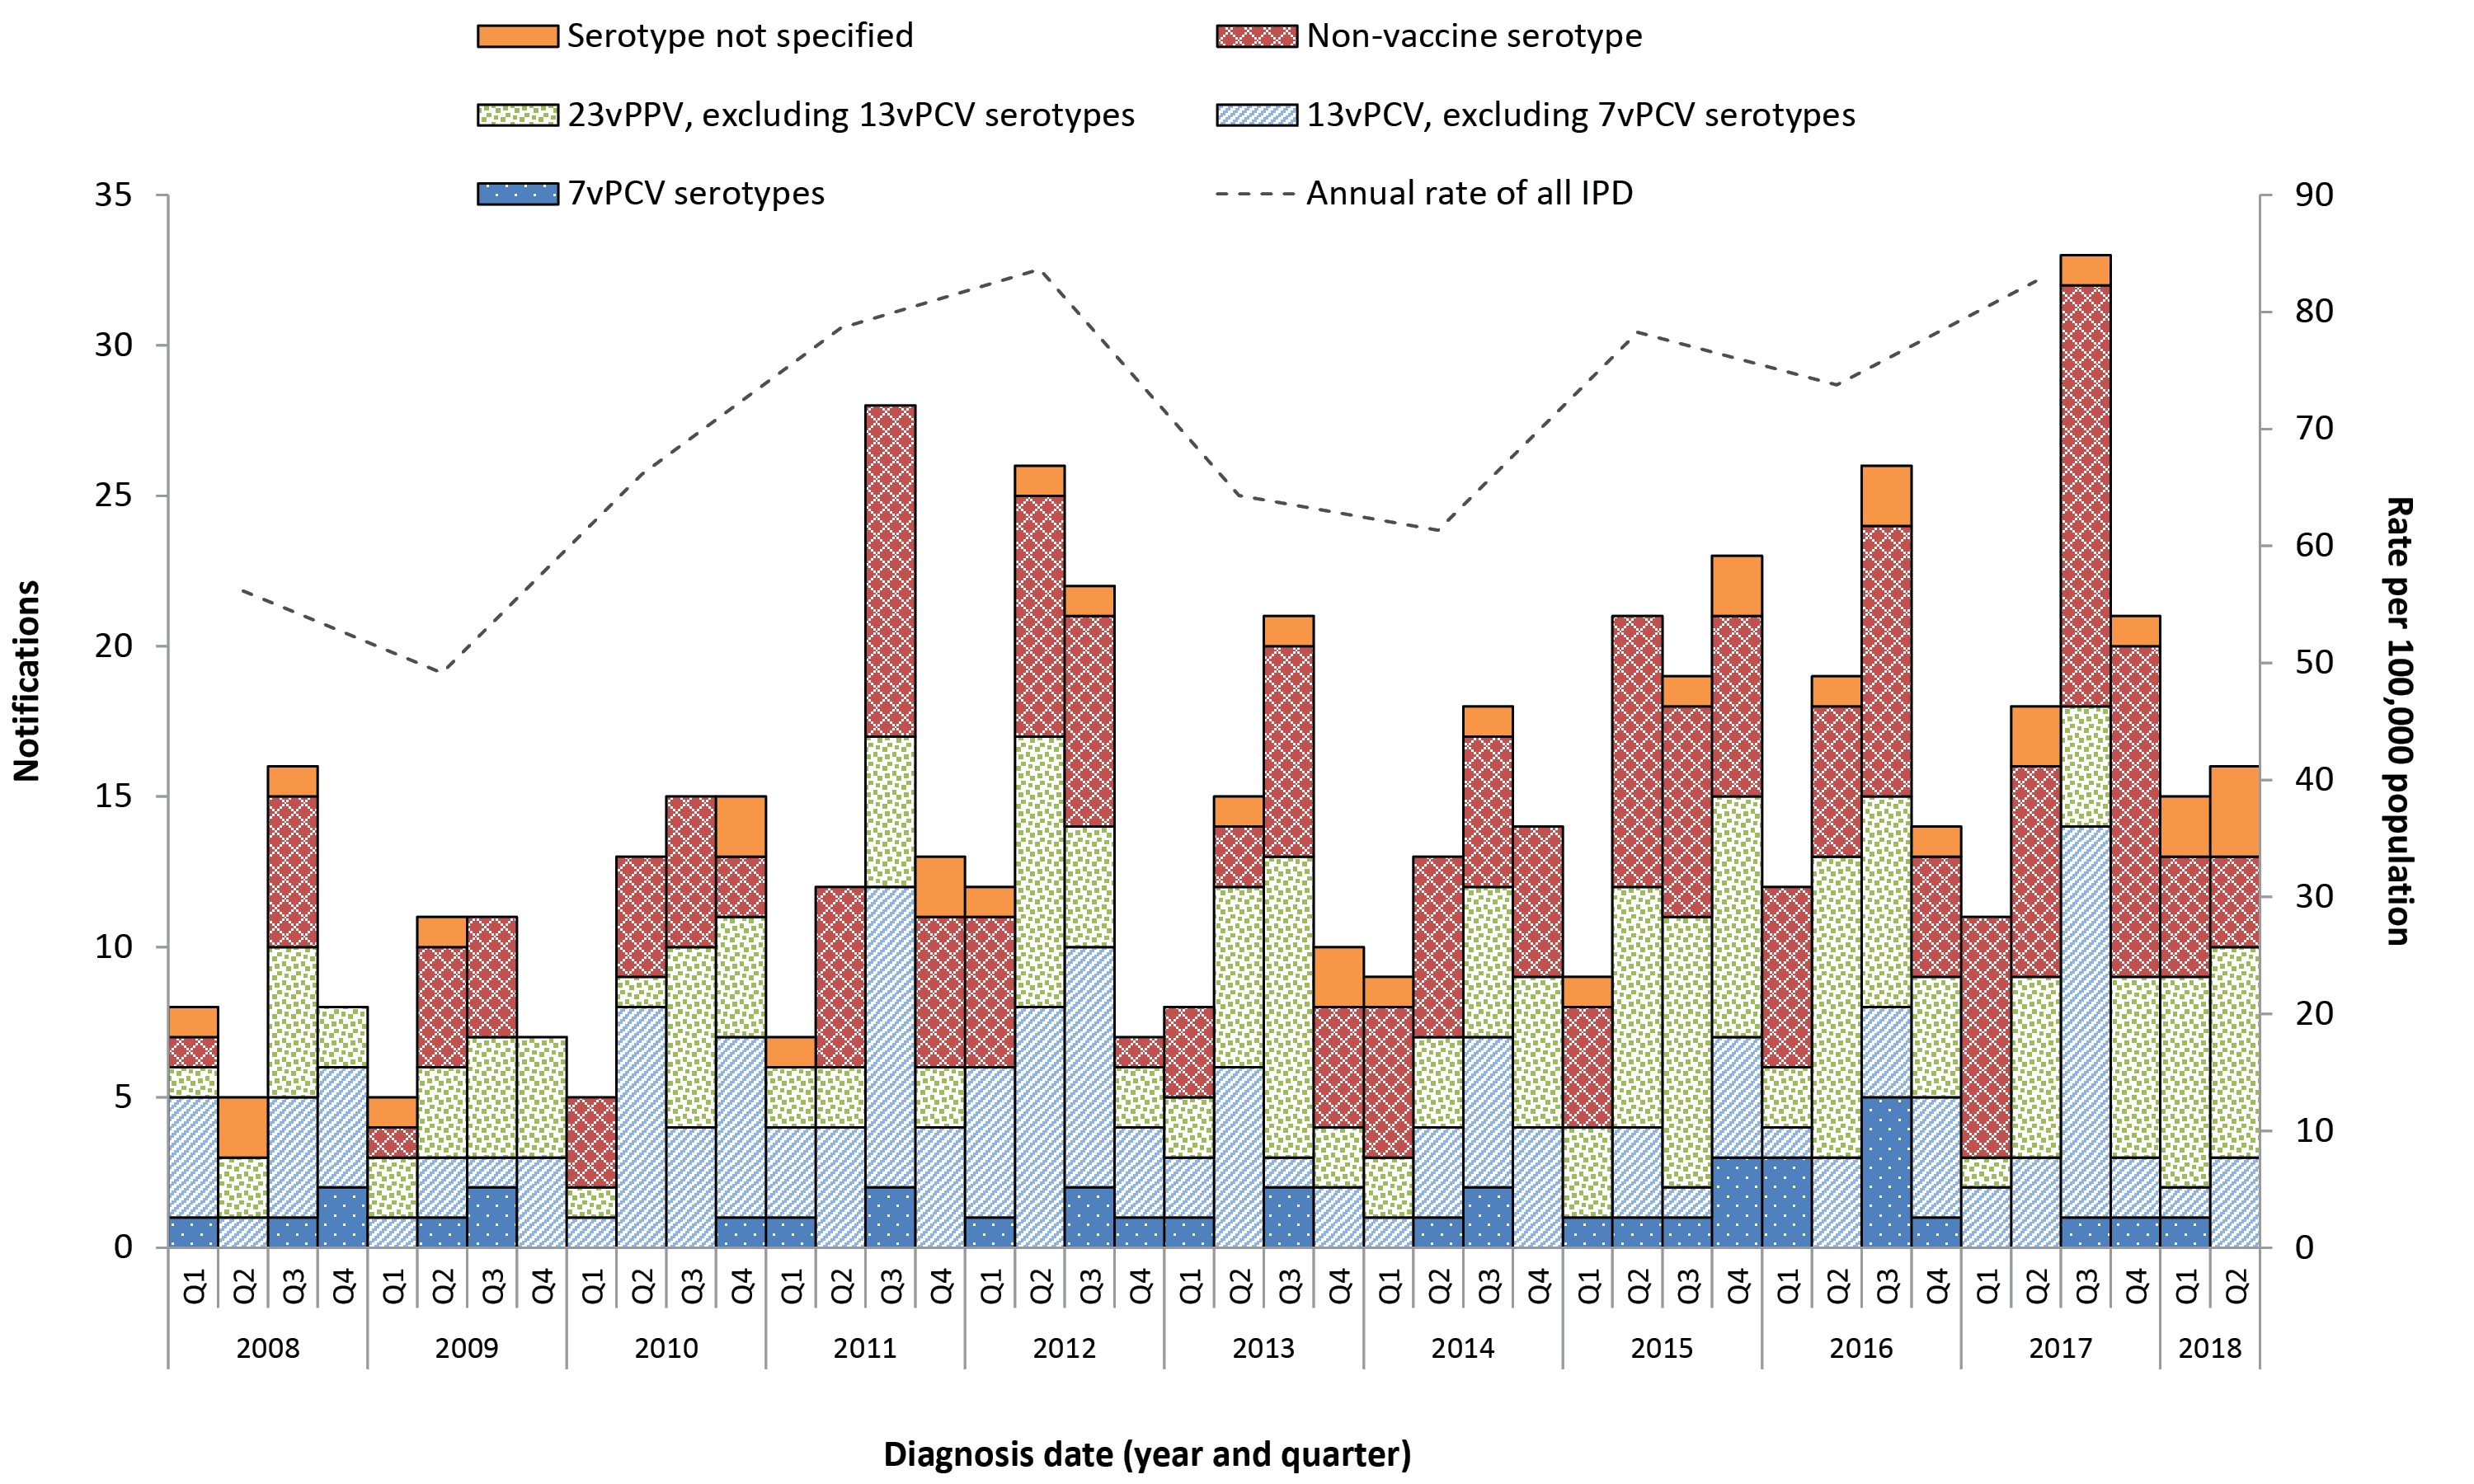 Serotype not specified
Non-vaccine serotype
23vPPV, excluding 13vPCV serotypes
13vPCV, excluding 7vPCV serotypes
7vPCV serotypes
Annual rate of all IPD
35
30
25
20
15
10
5
0
Notifications
90
80
70
60
50
40
30
20
10
0
Rate per 100,000 population
Q1 Q2 Q3 Q4 Q1 Q2 Q3 Q4 Q1 Q2 Q3 Q4 Q1 Q2 Q3 Q4 Q1 Q2 Q3 Q4 Q1 Q2 Q3 Q4 Q1 Q2 Q3 Q4 Q1 Q2 Q3 Q4 Q1 Q2 Q3 Q4 Q1 Q2 Q3 Q4 Q1 Q2
2008 2009 2010 2011 2012 2013 2014 2015 2016 2017 2018
Diagnosis date (year and quarter)